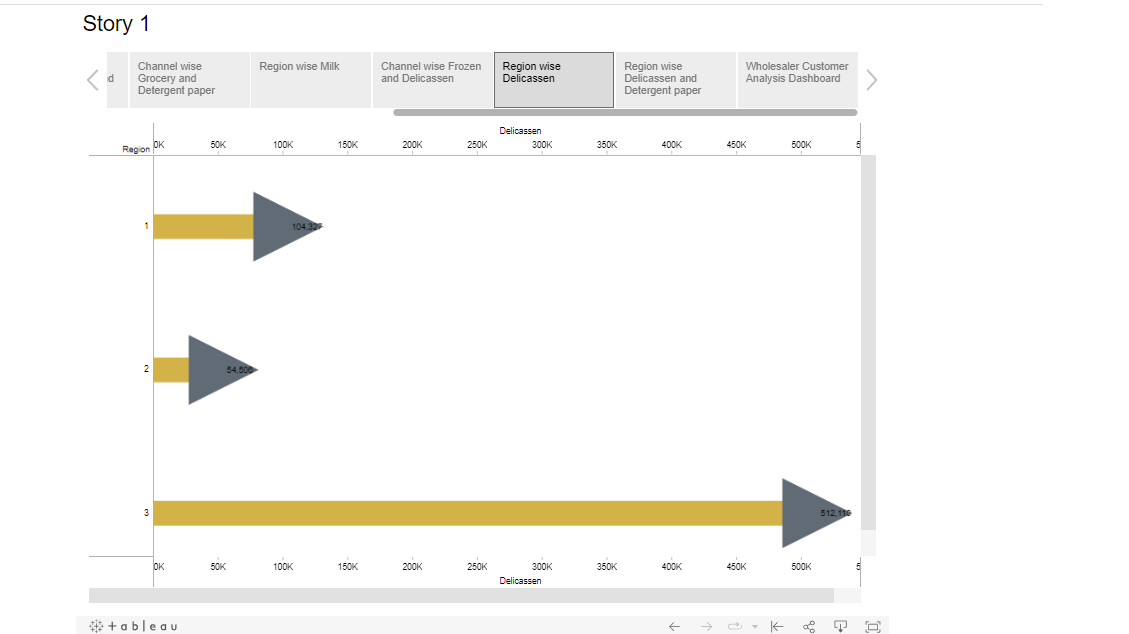 Story 1
d
Channel wise
Grocery and
Detergent paper
Region wise Milk
Channel wise Frozen
and Delicassen
Region wise
Delicassen
Region wise
Delicassen and
Detergent paper
Wholesaler Customer
Analysis Dashboard
Delicassen
Region
0K 50K 100K 150K 200K 250K 300K 350K 400K 450K 500K 5
1
104,327
2
54,506
3
512,110
0K 50K 100K 150K 200K 250K 300K 350K 400K 450K 500K 5
Delicassen
+ableau